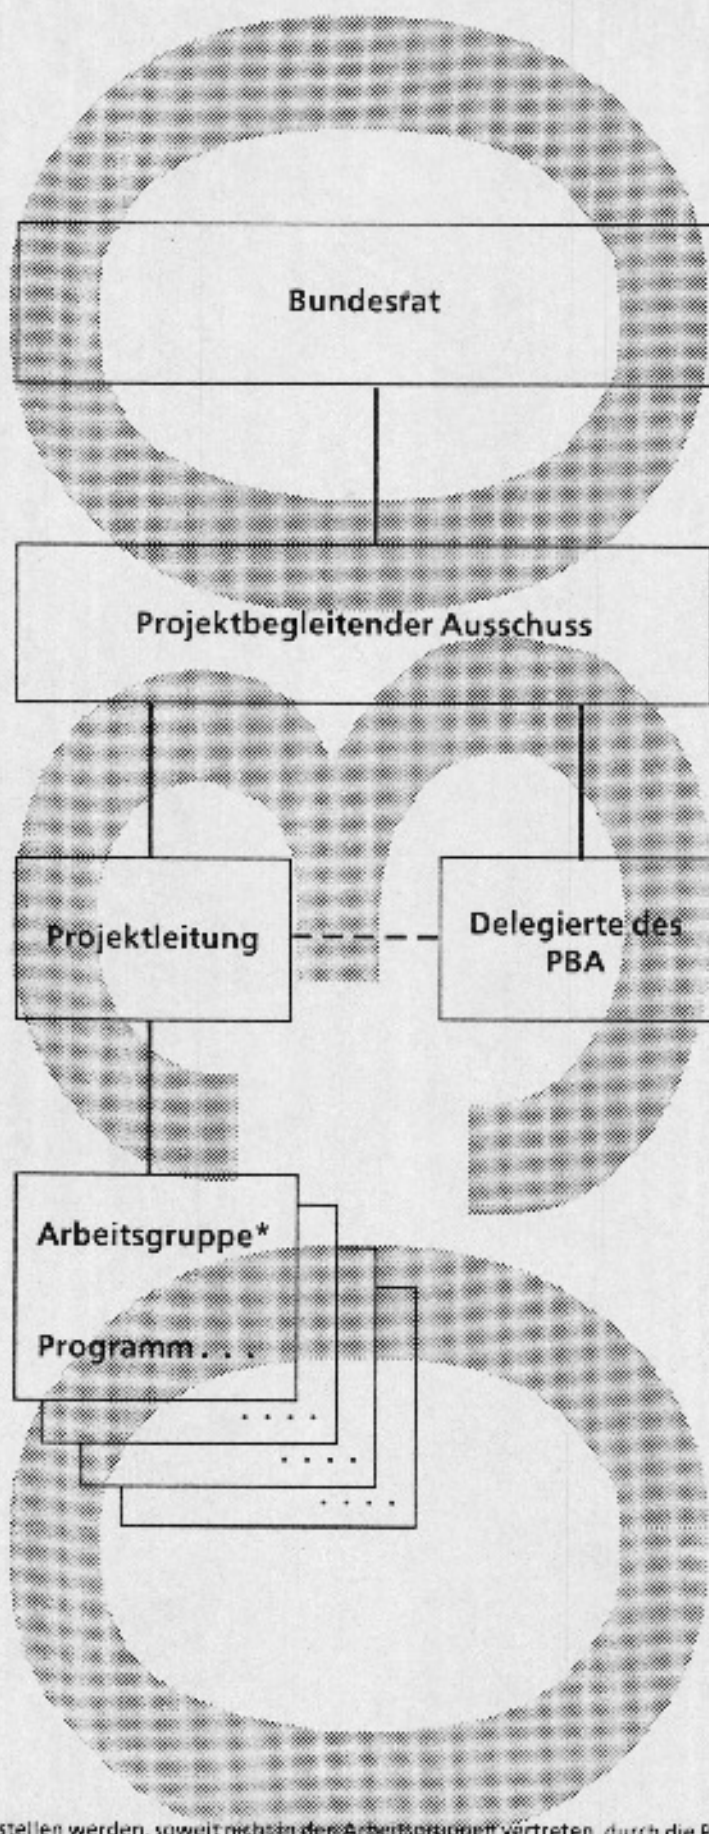 Bundesrat
Projektbegleitender Ausschuss
Projektleitung
Delegierte des
PBA
Arbeitsgruppe*
Programm . . .
. . . .
. . . .
. . . .
stellen werden, soweit nicht in den Arbeitsgruppen vertreten, durch die P